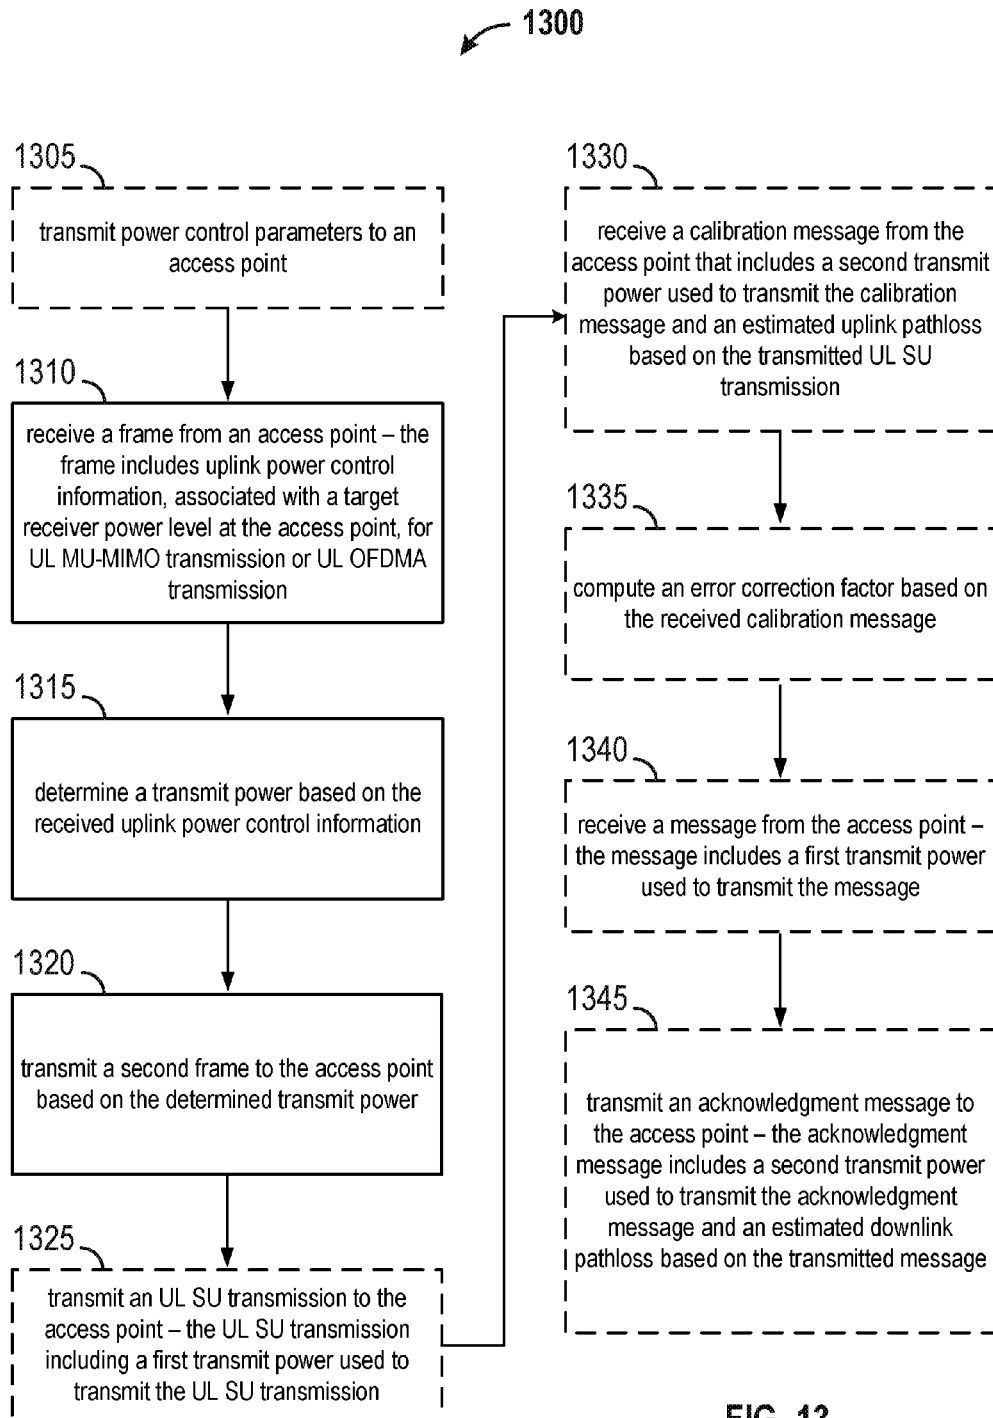 1300
1305
transmit power control parameters to an
access point
1310
receive a frame from an access point – the
frame includes uplink power control
information, associated with a target
receiver power level at the access point, for
UL MU-MIMO transmission or UL OFDMA
transmission
1315
determine a transmit power based on the
received uplink power control information
1320
transmit a second frame to the access point
based on the determined transmit power
1325
transmit an UL SU transmission to the
access point – the UL SU transmission
including a first transmit power used to
transmit the UL SU transmission
1330
receive a calibration message from the
access point that includes a second transmit
power used to transmit the calibration
message and an estimated uplink pathloss
based on the transmitted UL SU
transmission
1335
compute an error correction factor based on
the received calibration message
1340
receive a message from the access point –
the message includes a first transmit power
used to transmit the message
1345
transmit an acknowledgment message to
the access point – the acknowledgment
message includes a second transmit power
used to transmit the acknowledgment
message and an estimated downlink
pathloss based on the transmitted message
FIG. 13